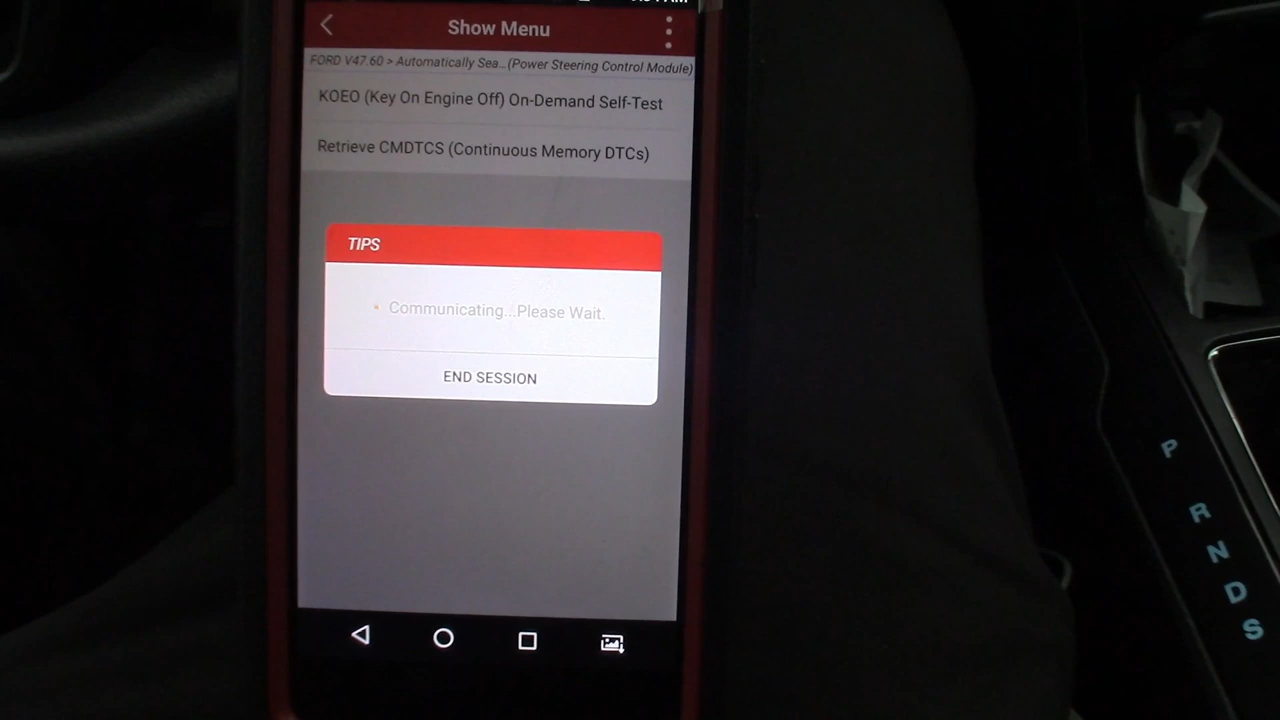 Show Menu
FORD V47.60 > Automatically Sea...(Power Steering Control Module)
KOEO (Key On Engine Off) On-Demand Self-Test
Retrieve CMDTCS (Continuous Memory DTCs)
TIPS
Communicating...Please Wait.
END SESSION
P
R
N
D
S